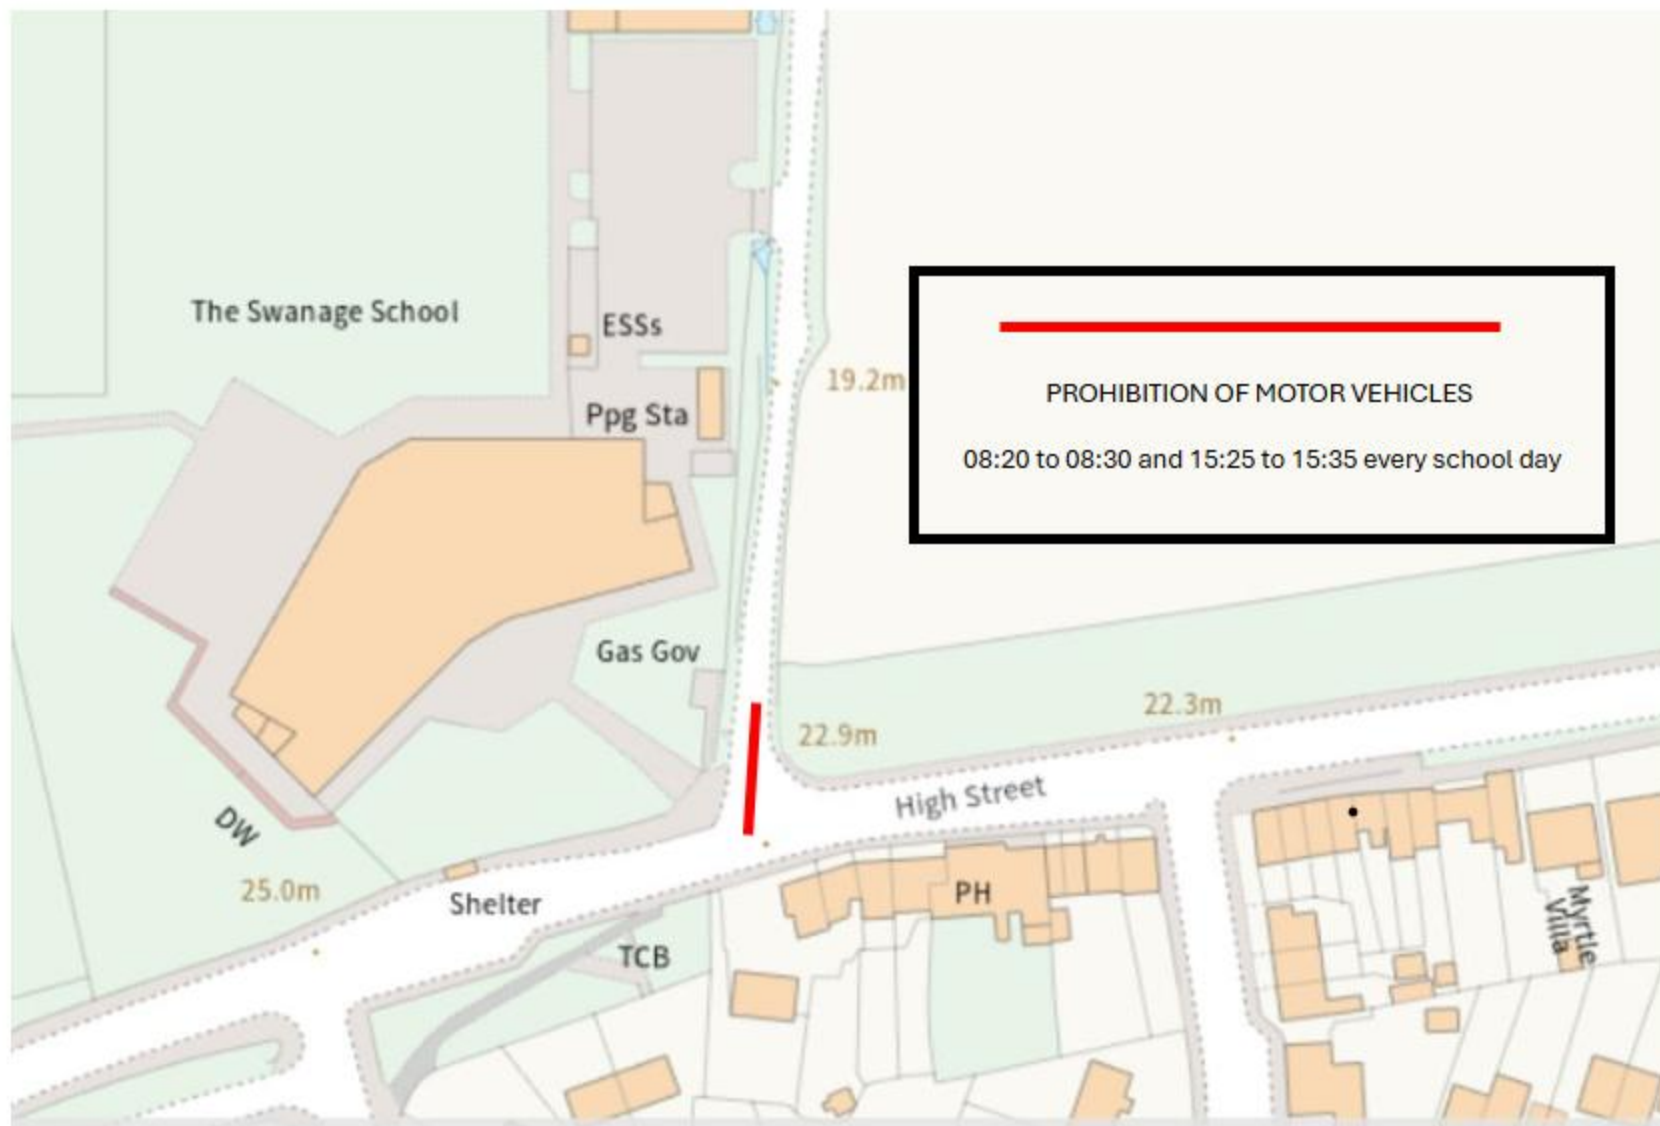 The Swanage School
ESSs
19.2m
PROHIBITION OF MOTOR VEHICLES
Ppg Sta
08:20 to 08:30 and 15:25 to 15:35 every school day
Gas Gov
22.3m
22.9m
High Street
DW
25.0m
Shelter
PH
TCB
Myrtle
Villa